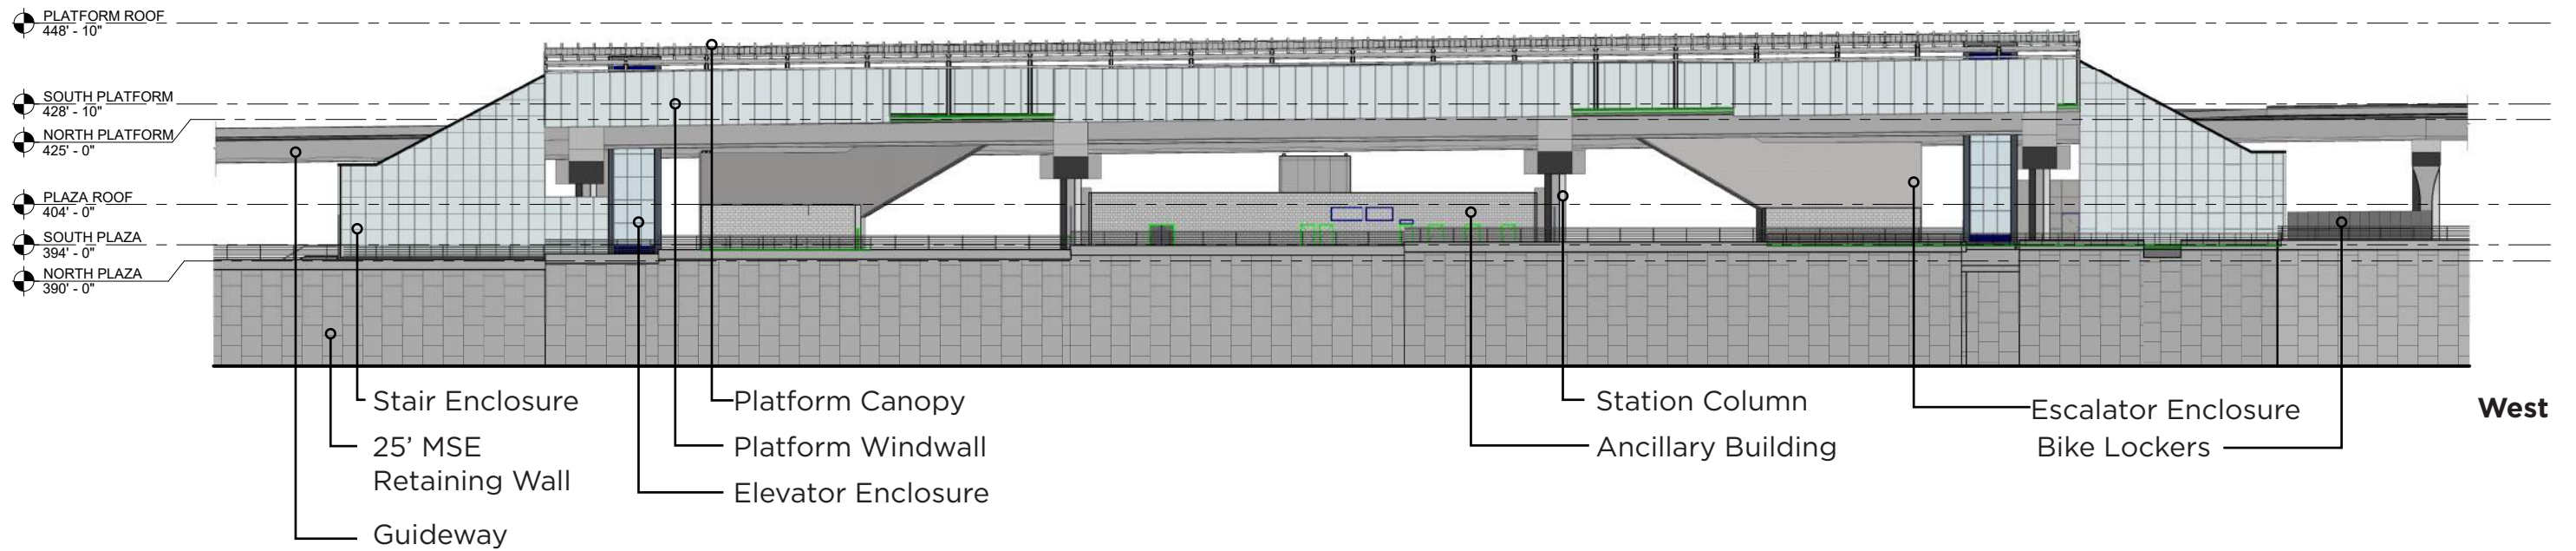 PLATFORM ROOF
448' - 10"
SOUTH PLATFORM
428' - 10"
NORTH PLATFORM
425' - 0"
PLAZA ROOF
404' - 0"
SOUTH PLAZA
394' - 0"
NORTH PLAZA
390' - 0"
Stair Enclosure
25’ MSE
Retaining Wall
Guideway
Platform Canopy
Platform Windwall
Elevator Enclosure
Station Column
Ancillary Building
Escalator Enclosure
Bike Lockers
West